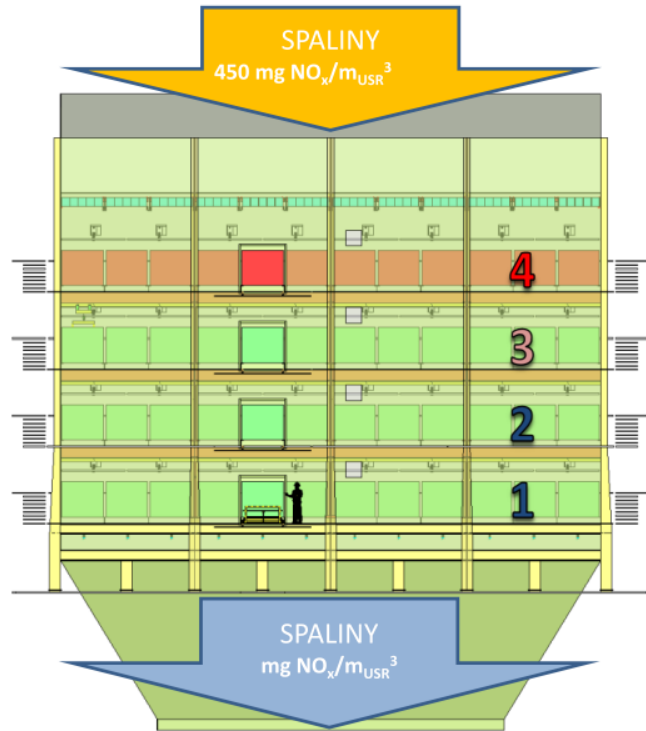 SPALINY
450 mg NOx/mUSR³
4
3
2
1
SPALINY
mg NOx/mUSR³